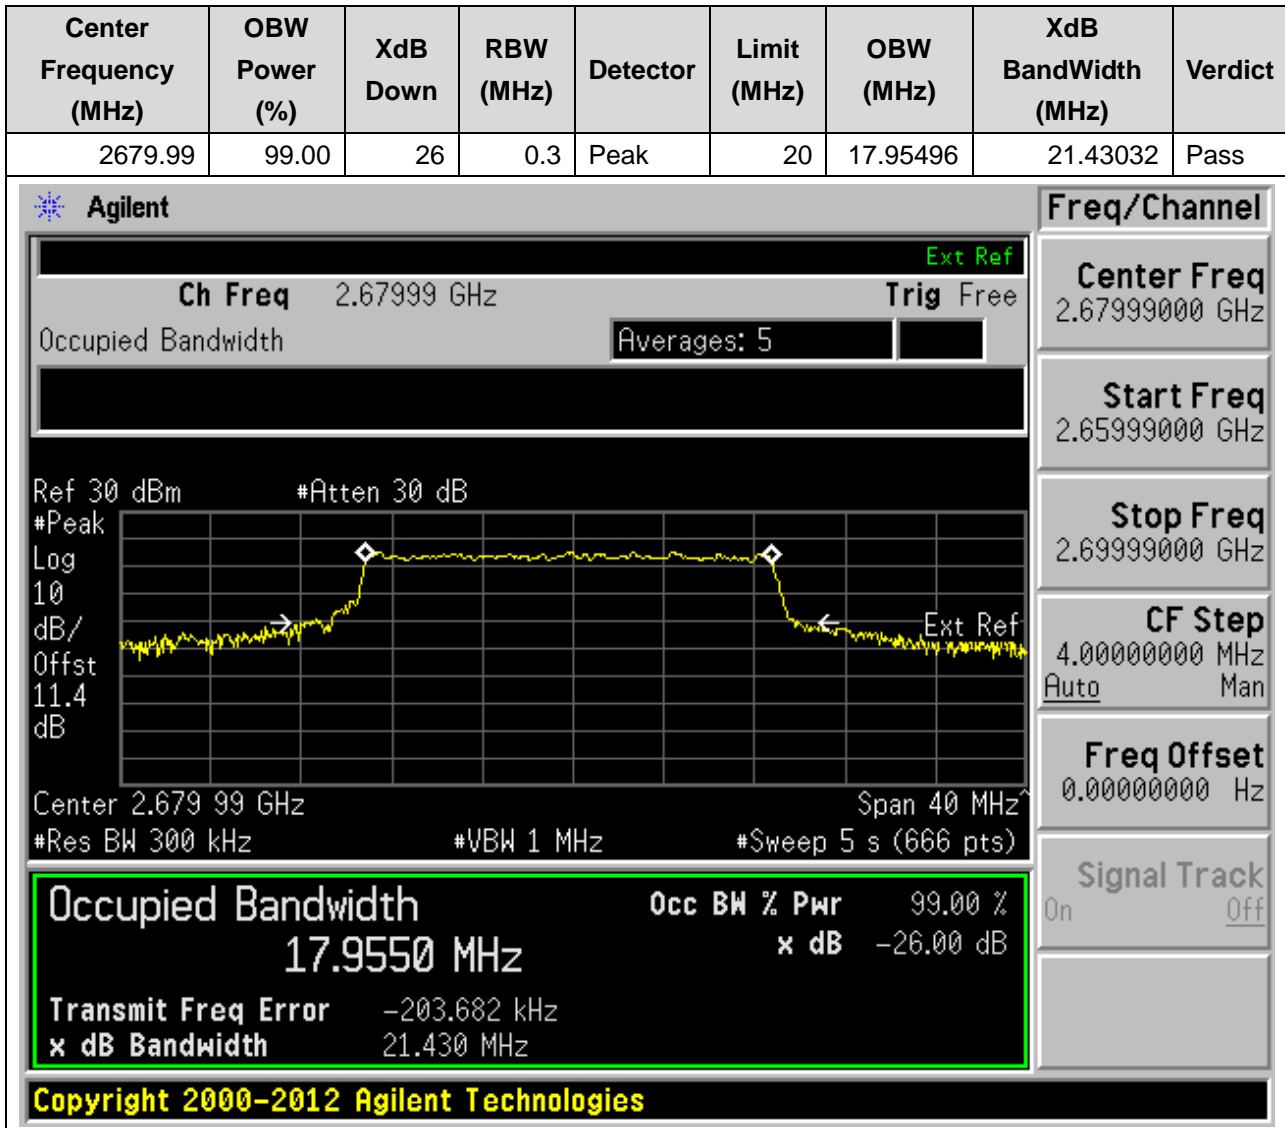 Center Frequency (MHz) OBW Power (%) XdB Down RBW (MHz) Detector Limit (MHz) OBW (MHz) XdB BandWidth (MHz) Verdict
2679.99 99.00 26 0.3 Peak 20 17.95496 21.43032 Pass
Agilent
Freq/Channel
Ext Ref
Ch Freq 2.67999 GHz Trig Free
Occupied Bandwidth Averages: 5
Ref 30 dBm #Atten 30 dB
#Peak
Log
10
dB/
Offst
11.4
dB
Ext Ref
Center 2.679 99 GHz Span 40 MHz^
#Res BW 300 kHz #VBW 1 MHz #Sweep 5 s (666 pts)
Occupied Bandwidth
17.9550 MHz
Occ BW % Pwr 99.00 %
x dB -26.00 dB
Transmit Freq Error -203.682 kHz
x dB Bandwidth 21.430 MHz
Center Freq
2.67999000 GHz
Start Freq
2.65999000 GHz
Stop Freq
2.69999000 GHz
CF Step
4.00000000 MHz
Auto Man
Freq Offset
0.00000000 Hz
Signal Track
On Off
Copyright 2000-2012 Agilent Technologies